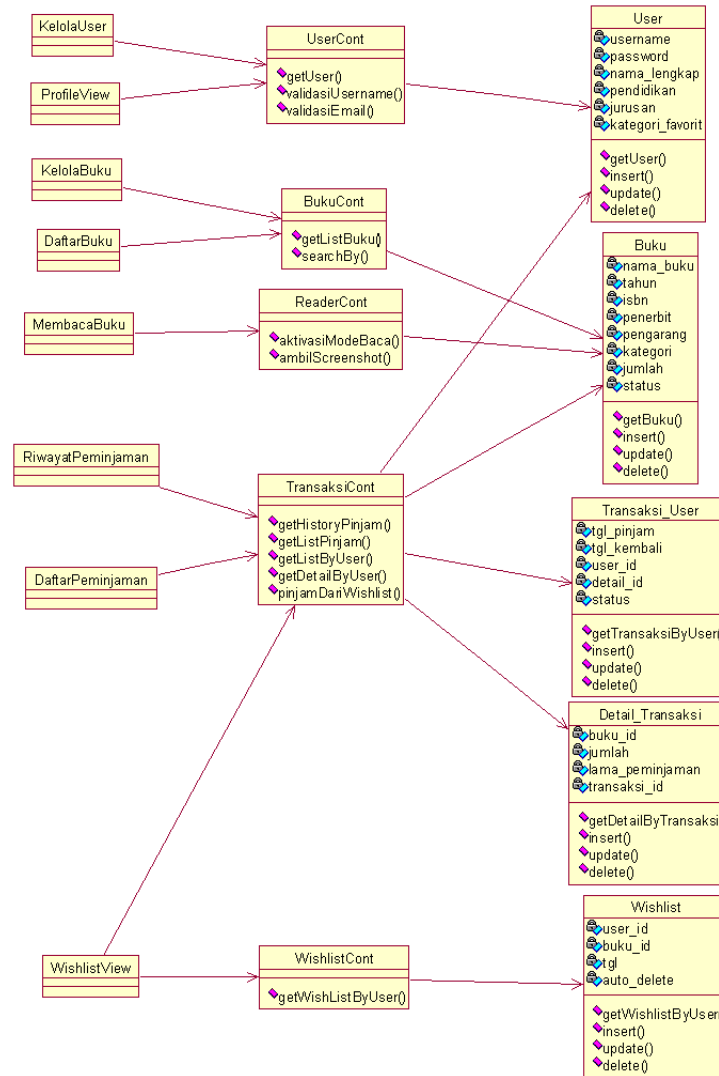 KelolaUser
ProfileView
UserCont
getUser()
validasiUsername()
validasiEmail()
User
username
password
nama_lengkap
pendidikan
jurusan
kategori_favorit
getUser()
insert()
update()
delete()
KelolaBuku
DaftarBuku
BukuCont
getListBuku()
searchBy()
Buku
nama_buku
tahun
isbn
penerbit
pengarang
kategori
jumlah
status
getBuku()
insert()
update()
delete()
MembacaBuku
ReaderCont
aktivasiModeBaca()
ambilScreenshot()
RiwayatPeminjaman
DaftarPeminjaman
TransaksiCont
getHistoryPinjam()
getListPinjam()
getListByUser()
getDetailByUser()
pinjamDariWishlist()
Transaksi_User
tgl_pinjam
tgl_kembali
user_id
detail_id
status
getTransaksiByUser(
insert()
update()
delete()
Detail_Transaksi
buku_id
jumlah
lama_peminjaman
transaksi_id
getDetailByTransaksi
insert()
update()
delete()
WishlistView
WishlistCont
getWishListByUser()
Wishlist
user_id
buku_id
tgl
auto_delete
getWishlistByUser
insert()
update()
delete()